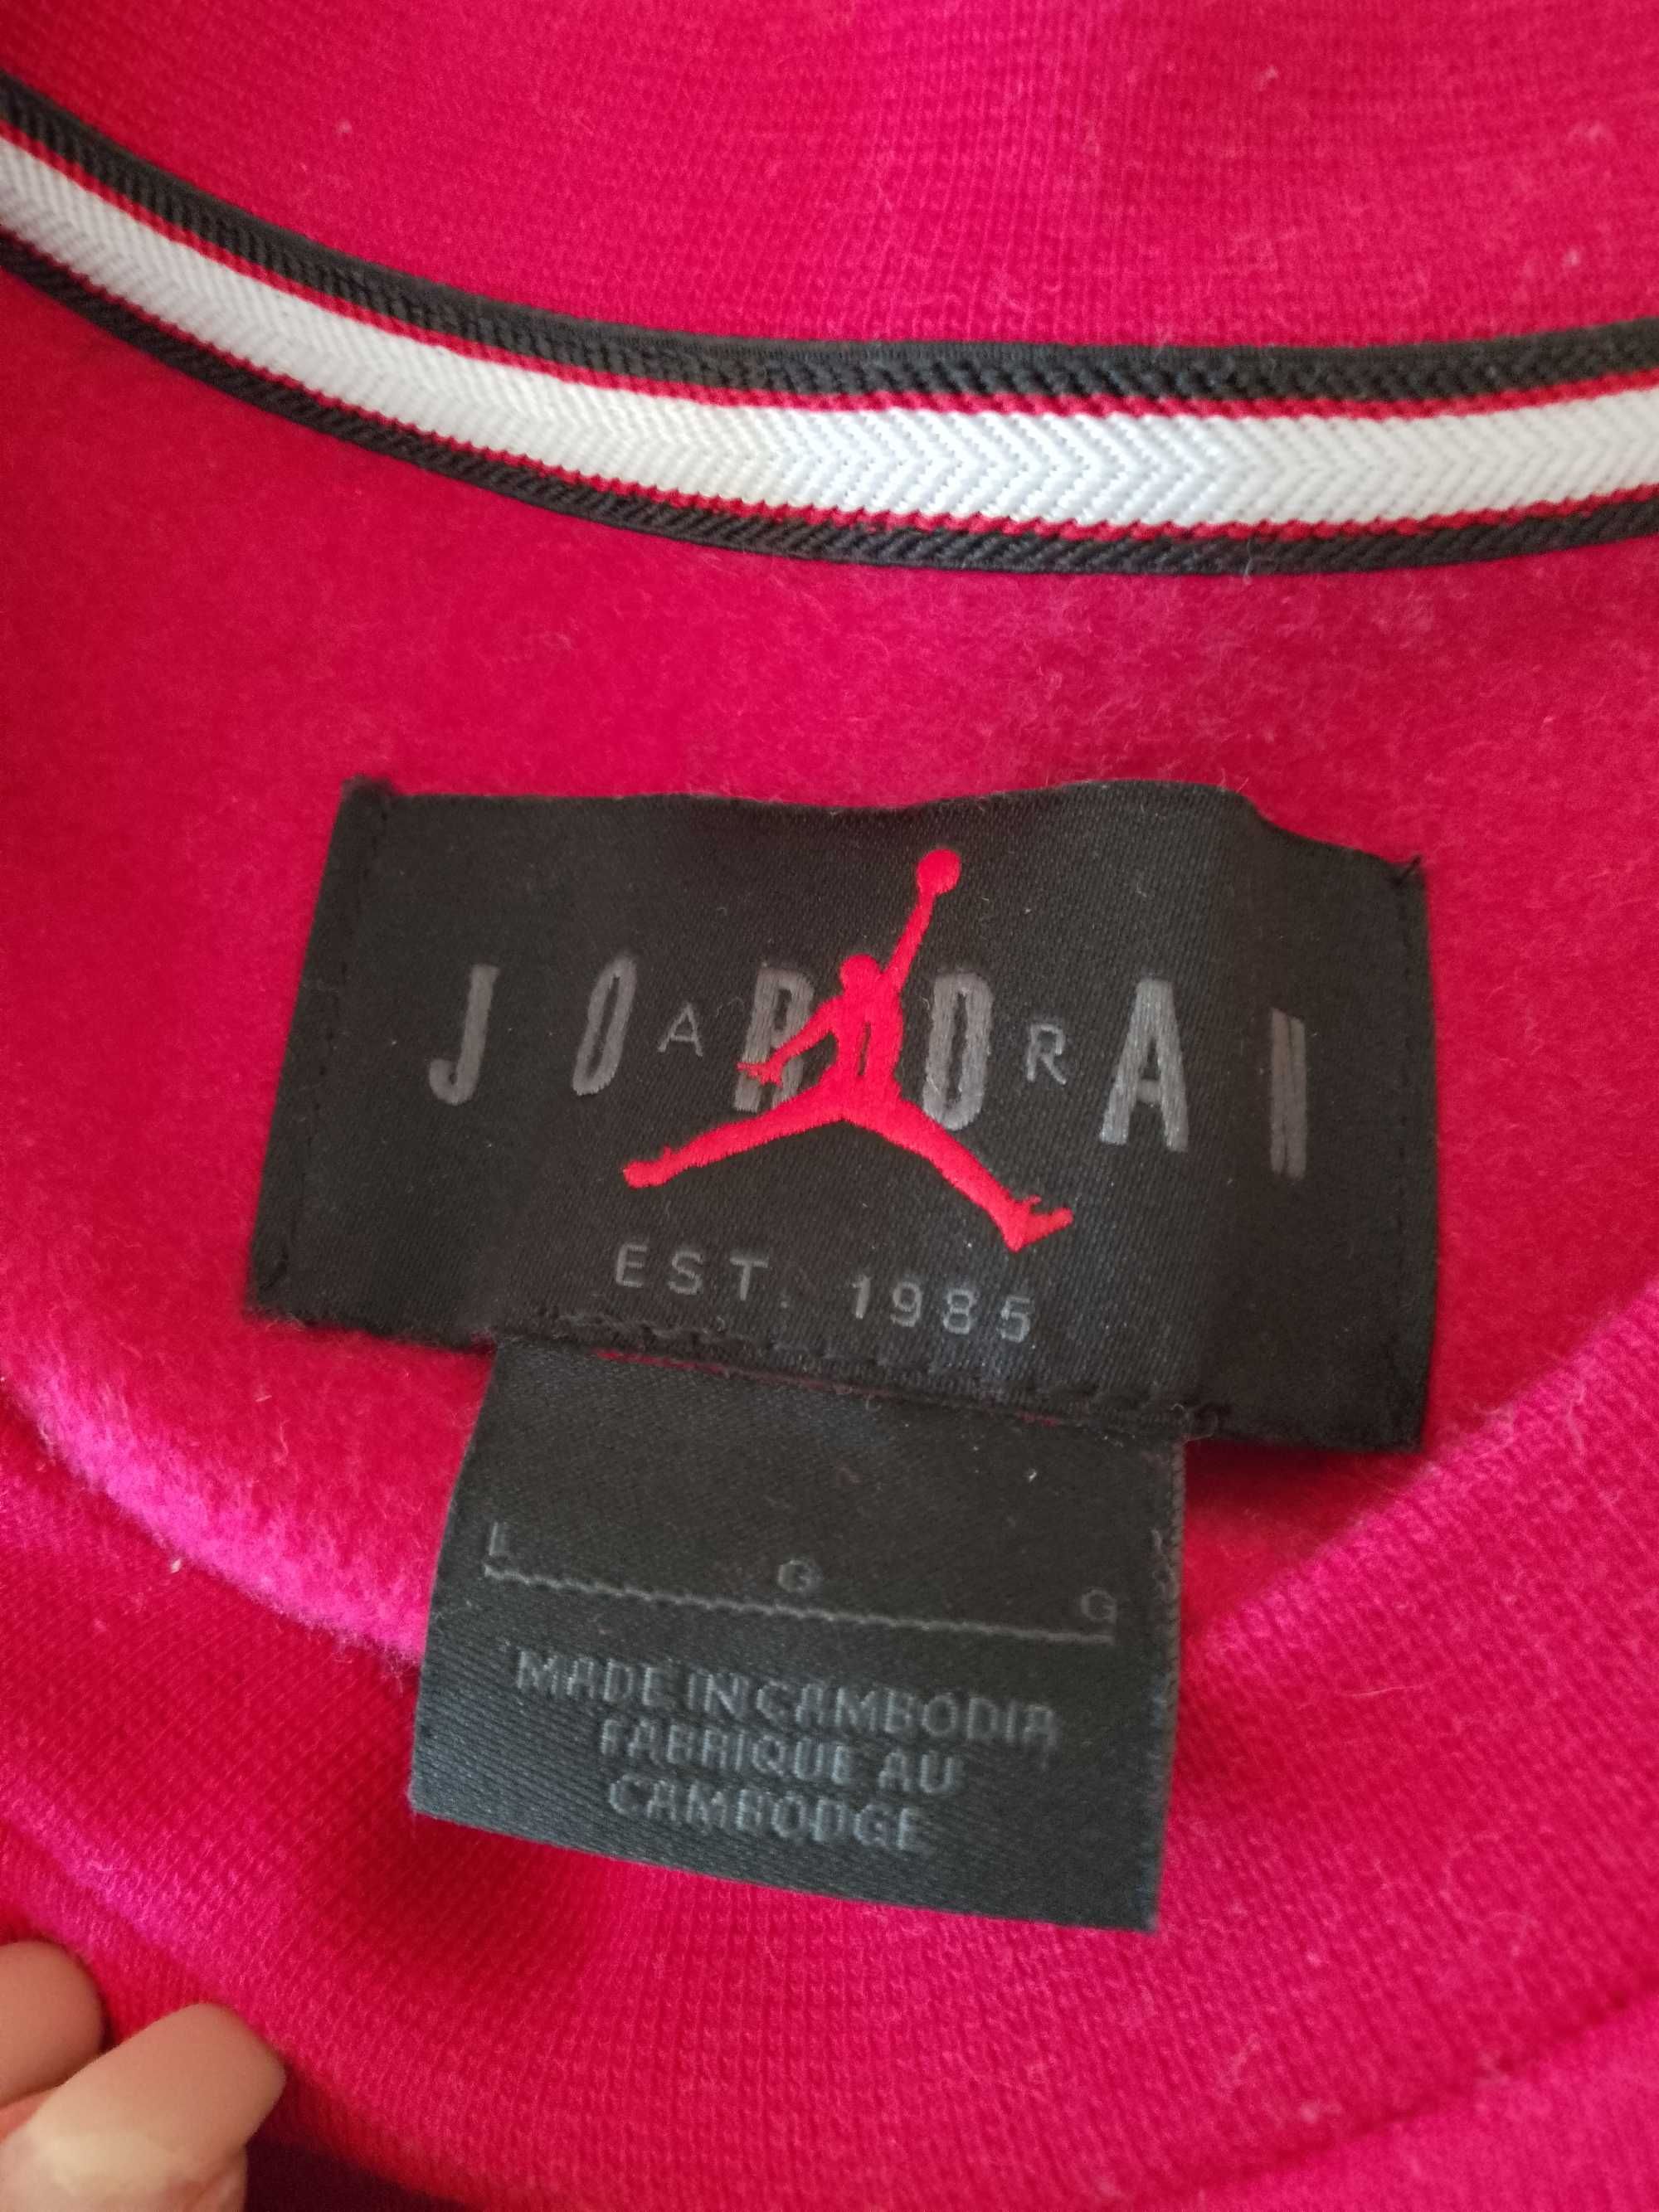 JORDAN
AIR
EST. 1985
L G G
MADE IN CAMBODIA
FABRIQUE AU
CAMBODGE